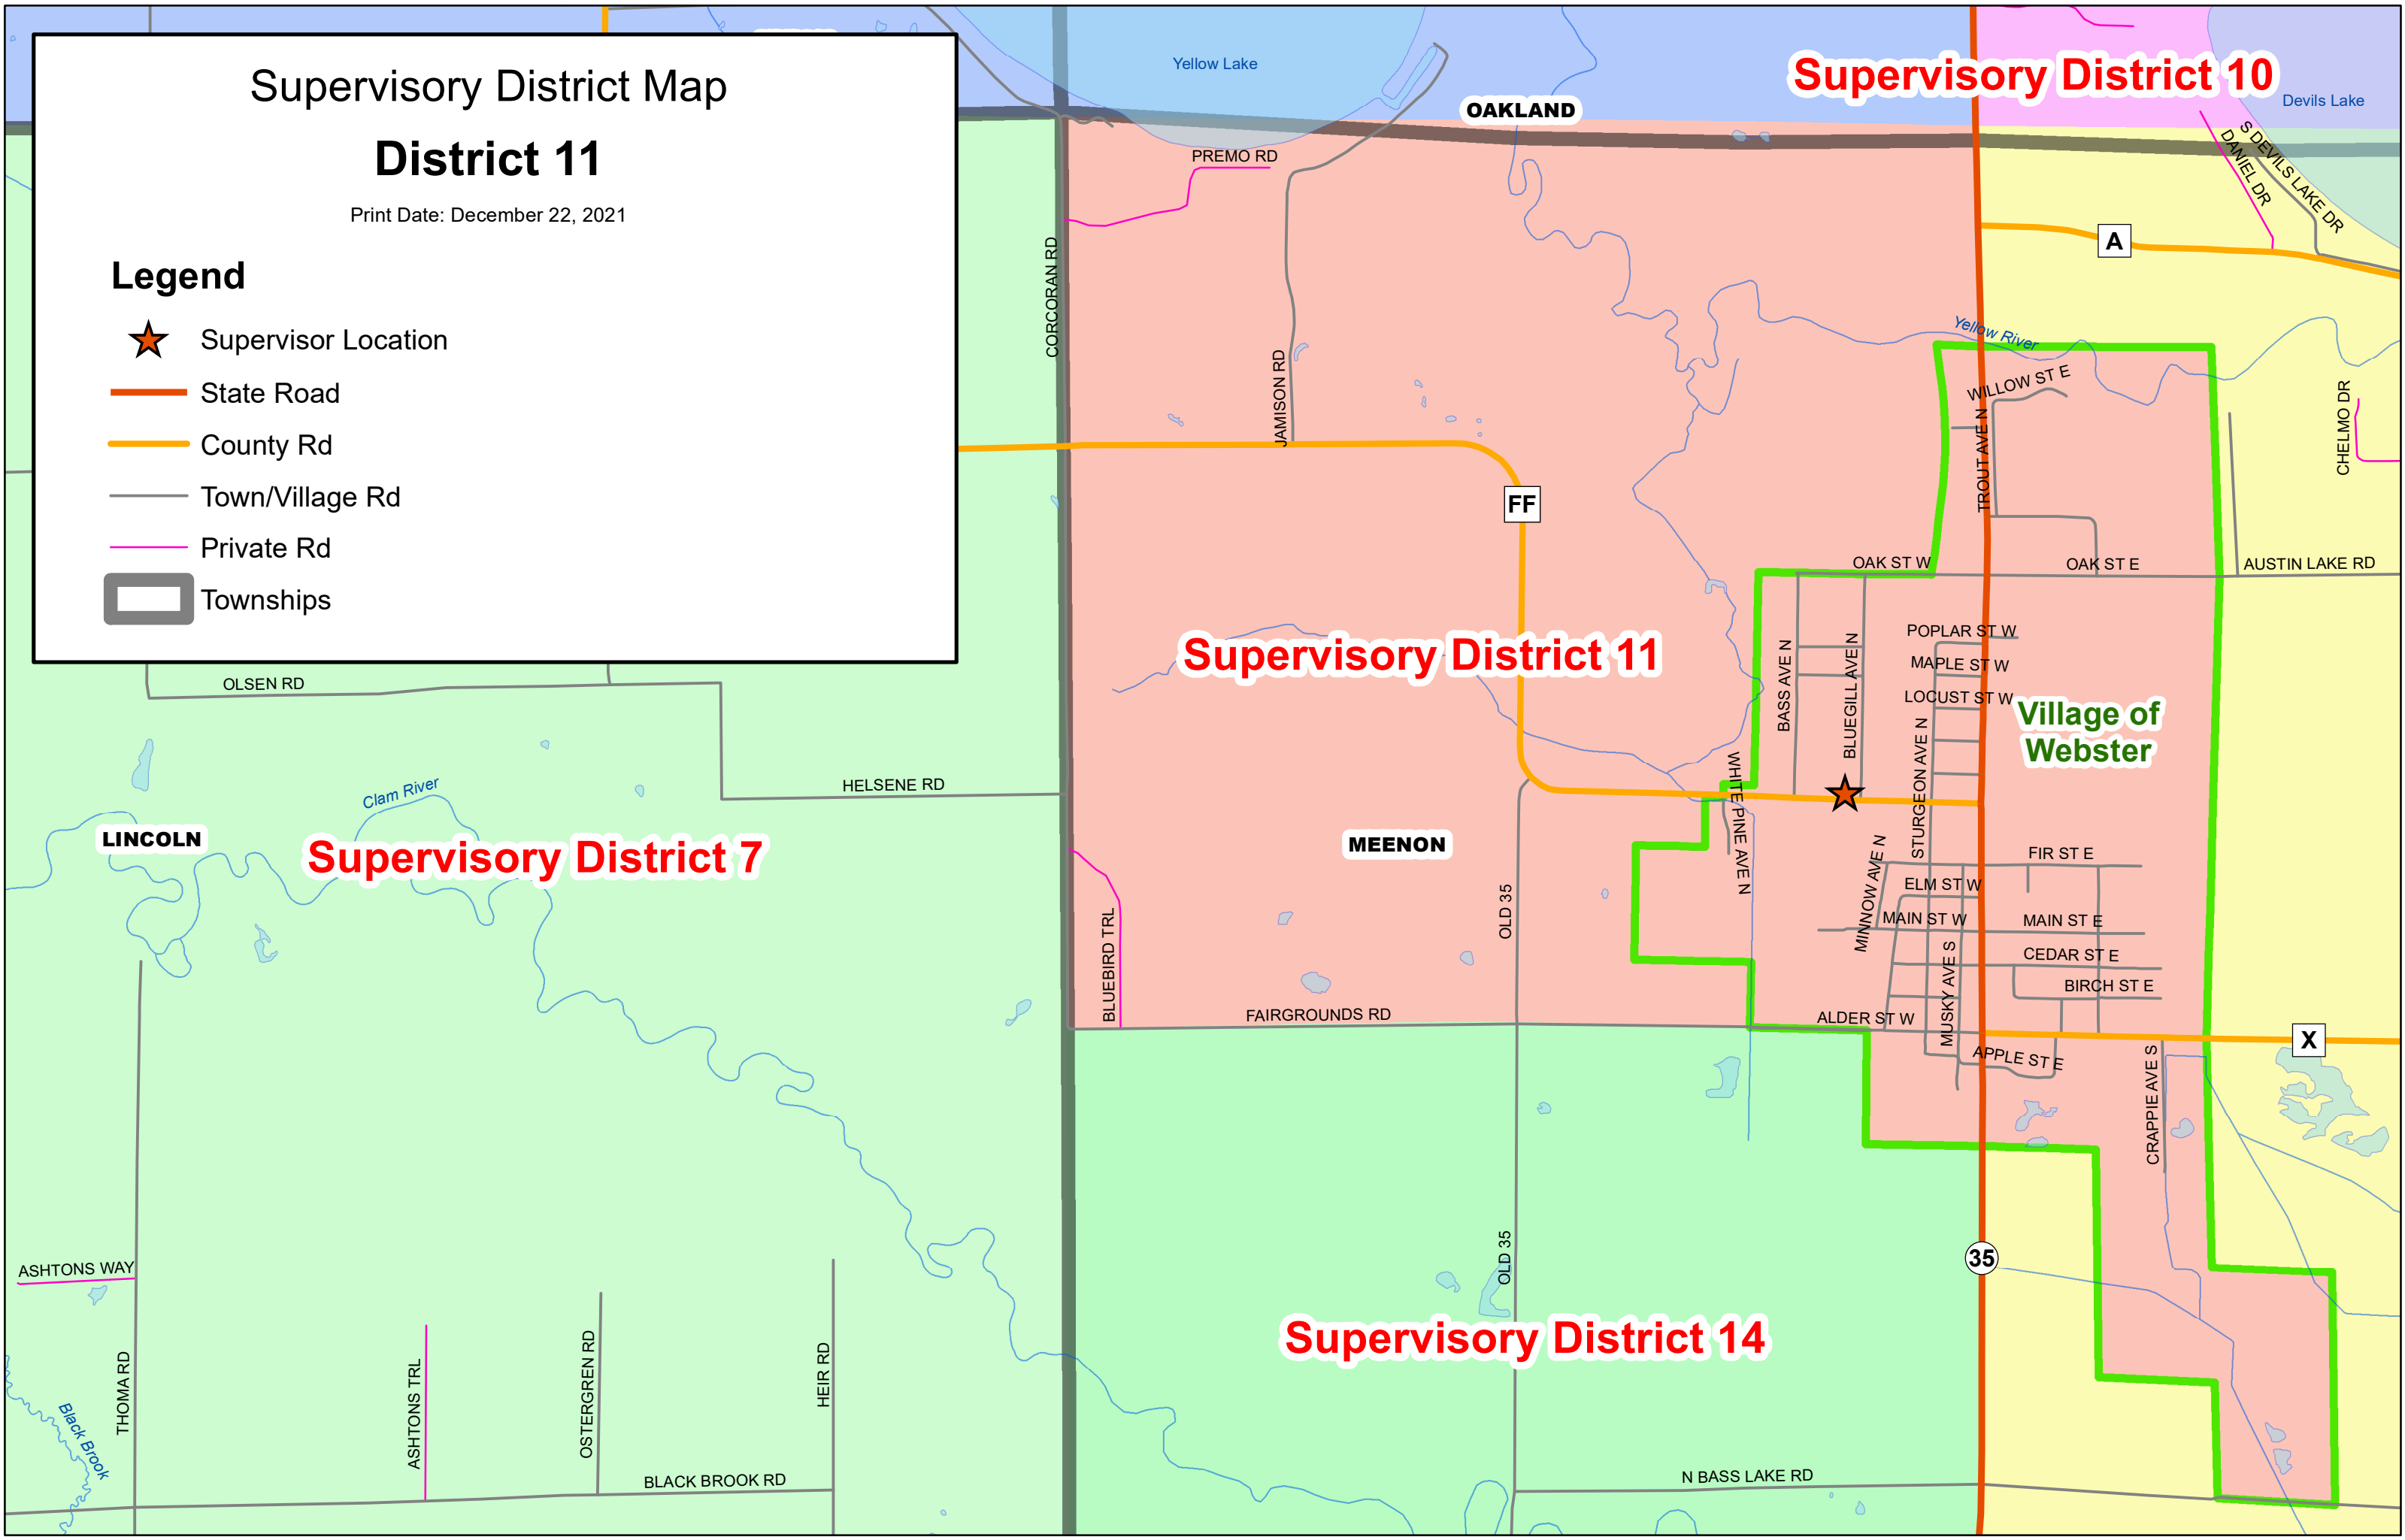 Supervisory District Map
District 11
Print Date: December 22, 2021
Legend
Supervisor Location
State Road
County Rd
Town/Village Rd
Private Rd
Townships
Yellow Lake
OAKLAND
Supervisory District 10
Devils Lake
S DEVILS LAKE DR
DANIEL DR
PREMO RD
A
CORCORAN RD
JAMISON RD
Yellow River
WILLOW ST E
TROUT AVE N
CHELMO DR
FF
OAK ST W
OAK ST E
AUSTIN LAKE RD
POPLAR ST W
MAPLE ST W
LOCUST ST W
BASS AVE N
BLUEGILL AVE N
STURGEON AVE N
Village of
Webster
Supervisory District 11
OLSEN RD
HELSENE RD
Clam River
LINCOLN
Supervisory District 7
MEENON
WHITE PINE AVE N
MINNOW AVE N
FIR ST E
ELM ST W
MAIN ST W
MAIN ST E
CEDAR ST E
BIRCH ST E
MUSKY AVE S
OLD 35
BLUEBIRD TRL
FAIRGROUNDS RD
ALDER ST W
APPLE ST E
X
CRAPPIE AVE S
ASHTONS WAY
OLD 35
35
Supervisory District 14
THOMA RD
ASHTONS TRL
OSTERGREN RD
HEIR RD
Black Brook
BLACK BROOK RD
N BASS LAKE RD